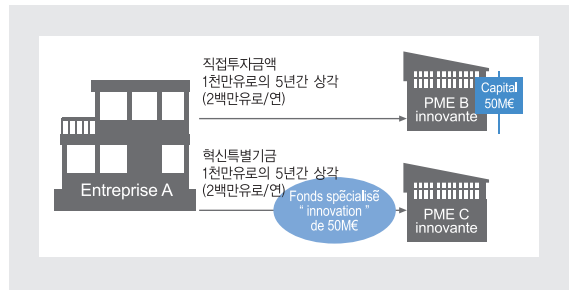 직접투자금액
1천만유로의 5년간 상각
(2백만유로/연)
Capital
50M€
PME B
innovante
혁신특별기금
1천만유로의 5년간 상각
(2백만유로/연)
Entreprise A
Fonds spēcialisē
“ innovation ”
de 50M€
PME C
innovante